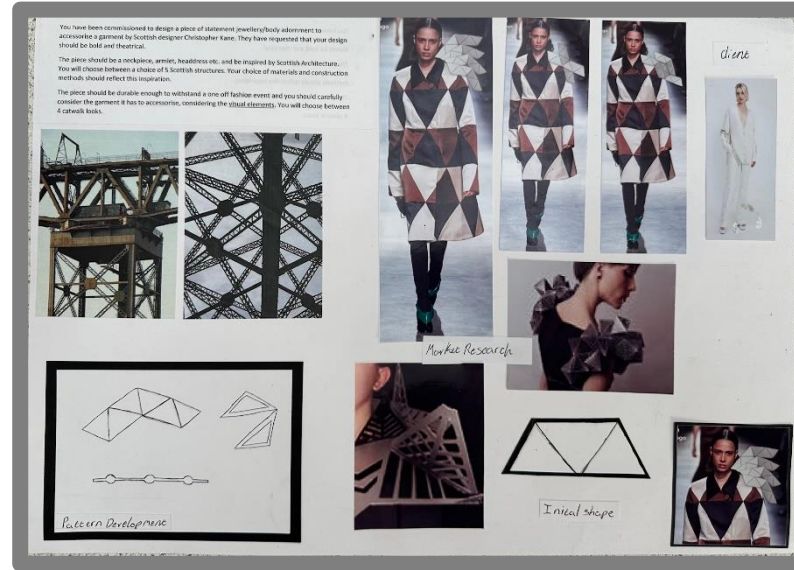 You have been commissioned to design a piece of statement jewellery/body adornment to
accessorise a garment by Scottish designer Christopher Kane. They have requested that your design
should be bold and theatrical.
The piece should be a neckpiece, armlet, headdress etc. and be inspired by Scottish Architecture.
You will choose between a choice of 5 Scottish structures. Your choice of materials and construction
methods should reflect this inspiration.
The piece should be durable enough to withstand a one off fashion event and you should carefully
consider the garment it has to accessorise, considering the visual elements. You will choose between
4 catwalk looks.
client
Market Research
Pattern Development
Inical shape